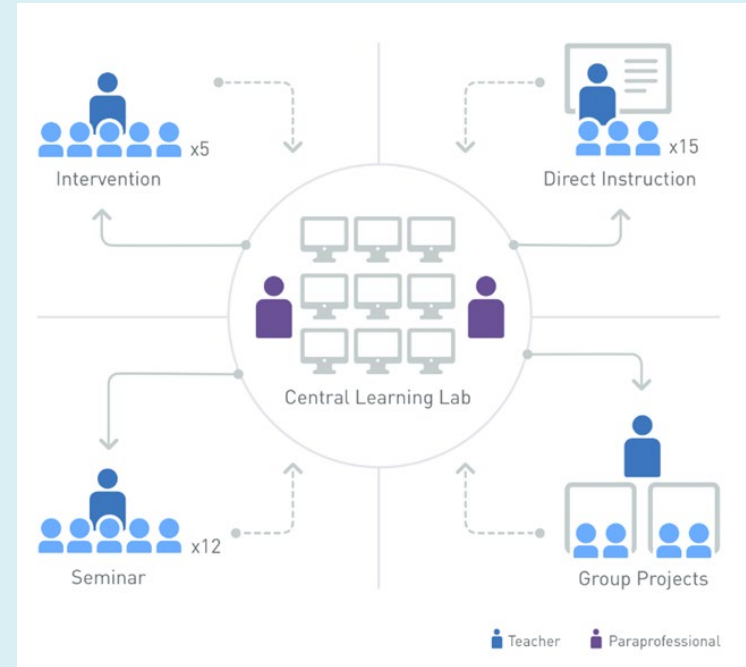 x5
Intervention
x15
Direct Instruction
Central Learning Lab
x12
Seminar
Group Projects
Teacher
Paraprofessional